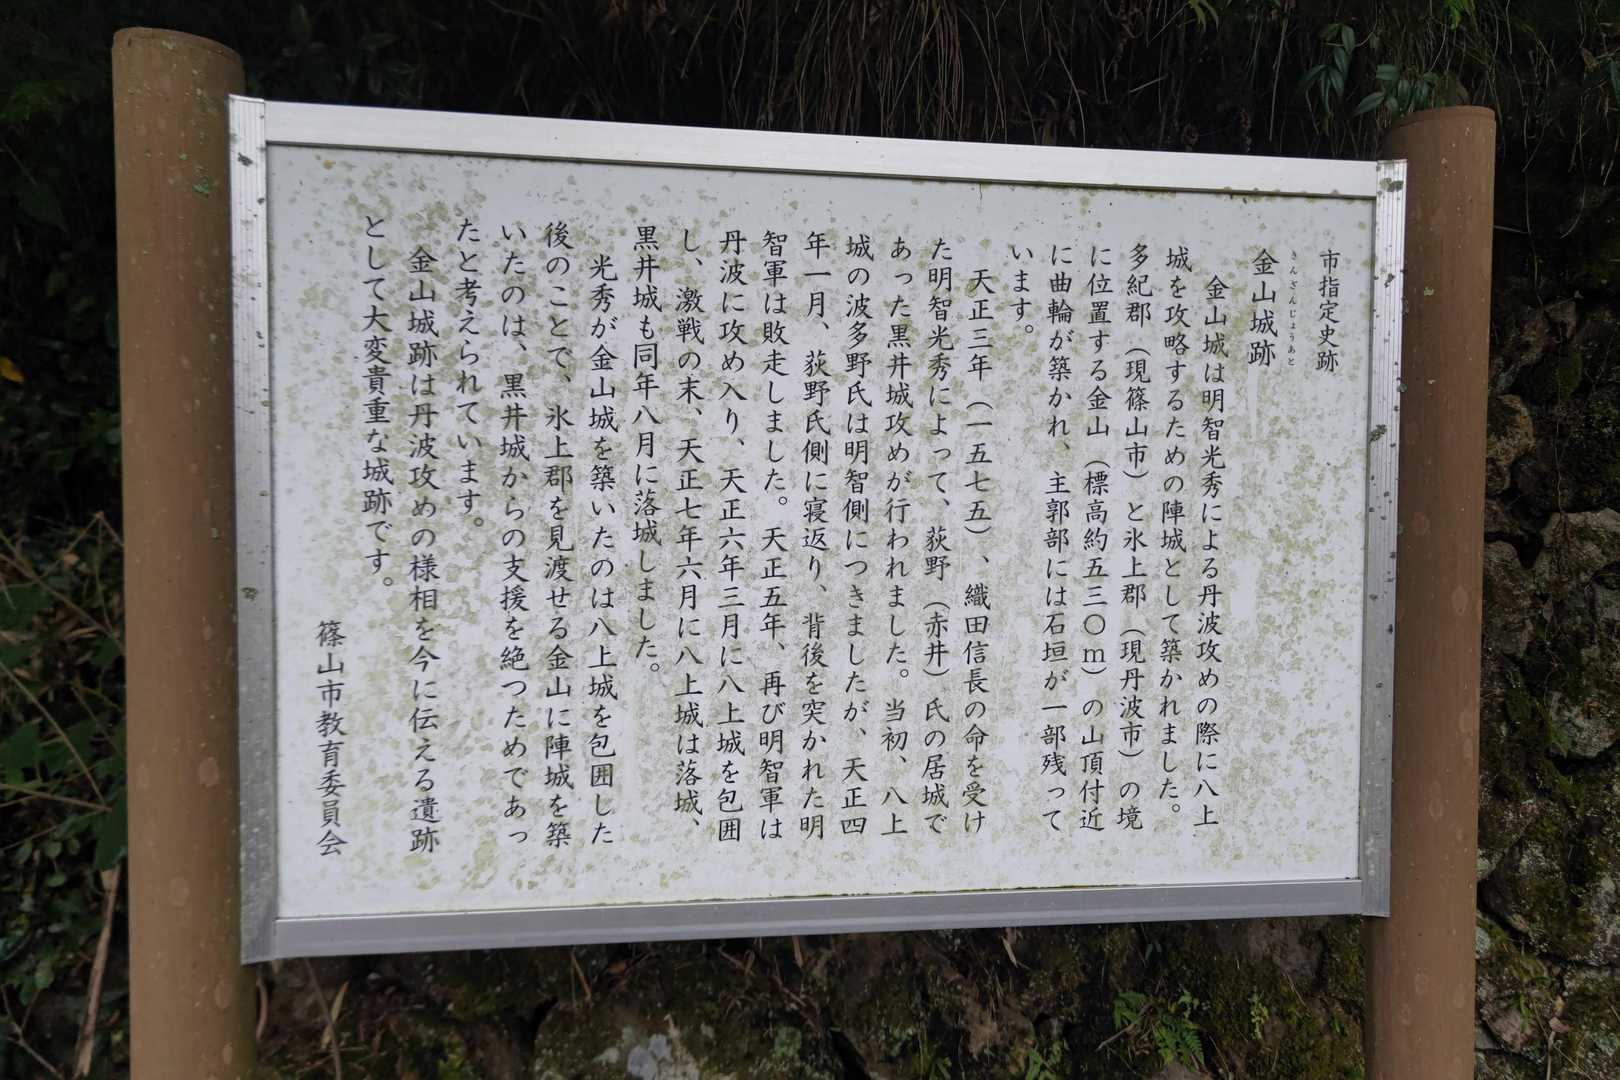 市指定史跡
きんざんじょうあと
金山城跡
金山城は明智光秀による丹波攻めの際に八上
城を攻略するための陣城として築かれました。
多紀郡（現篠山市）と氷上郡（現丹波市）の境
に位置する金山（標高約五三〇ｍ）の山頂付近
に曲輪が築かれ、主郭部には石垣が一部残って
います。
天正三年（一五七五）、織田信長の命を受け
た明智光秀によって、荻野（赤井）氏の居城で
あった黒井城攻めが行われました。当初、八上
城の波多野氏は明智側につきましたが、天正四
年一月、荻野氏側に寝返り、背後を突かれた明
智軍は敗走しました。天正五年、再び明智軍は
丹波に攻め入り、天正六年三月に八上城を包囲
し、激戦の末、天正七年六月に八上城は落城、
黒井城も同年八月に落城しました。
光秀が金山城を築いたのは八上城を包囲した
後のことで、氷上郡を見渡せる金山に陣城を築
いたのは、黒井城からの支援を絶つためであっ
たと考えられています。
金山城跡は丹波攻めの様相を今に伝える遺跡
として大変貴重な城跡です。
篠山市教育委員会